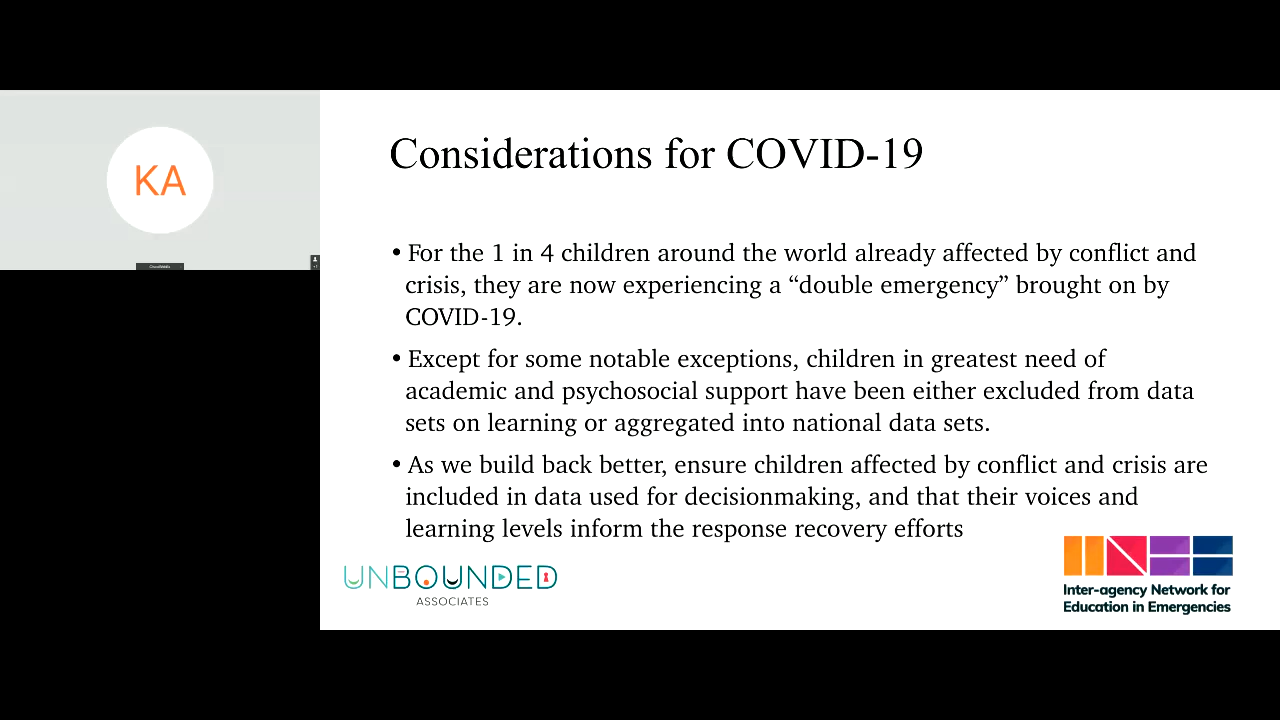 KA
Considerations for COVID-19
• For the 1 in 4 children around the world already affected by conflict and
crisis, they are now experiencing a “double emergency” brought on by
COVID-19.
• Except for some notable exceptions, children in greatest need of
academic and psychosocial support have been either excluded from data
sets on learning or aggregated into national data sets.
• As we build back better, ensure children affected by conflict and crisis are
included in data used for decisionmaking, and that their voices and
learning levels inform the response recovery efforts
UNBOUNDED
ASSOCIATES
INEE
Inter-agency Network for
Education in Emergencies